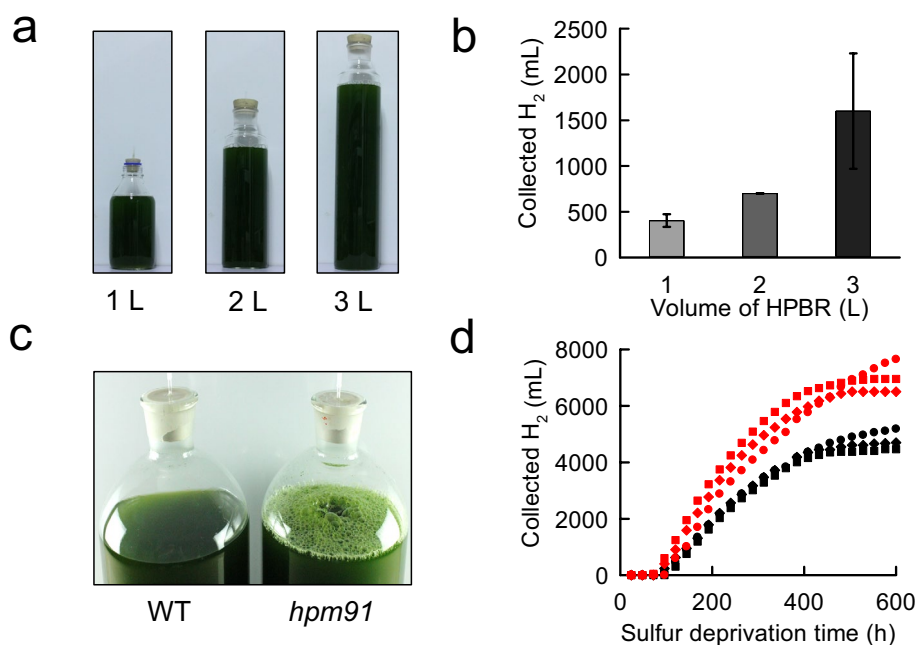 a
1 L
2 L
3 L
b
Collected H2 (mL)
2500
2000
1500
1000
500
0
1
2
3
Volume of HPBR (L)
c
WT
hpm91
d
Collected H2 (mL)
8000
6000
4000
2000
0
0
200
400
600
Sulfur deprivation time (h)